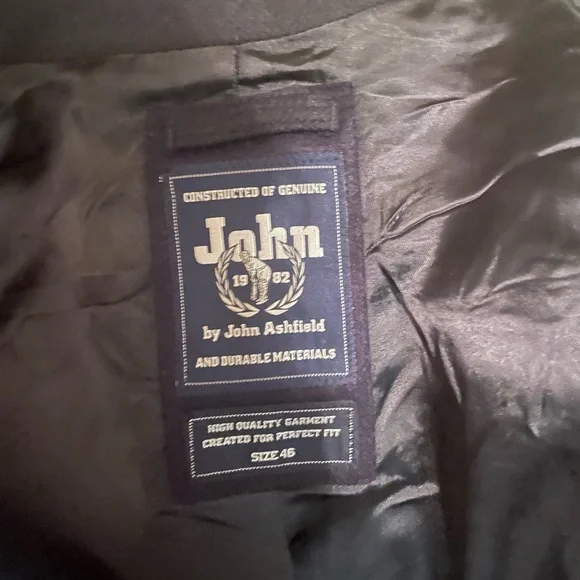 CONSTRUCTED OF GENUINE
John
19 82
by John Ashfield
AND DURABLE MATERIALS
HIGH QUALITY GARMENT
CREATED FOR PERFECT FIT
SIZE 46